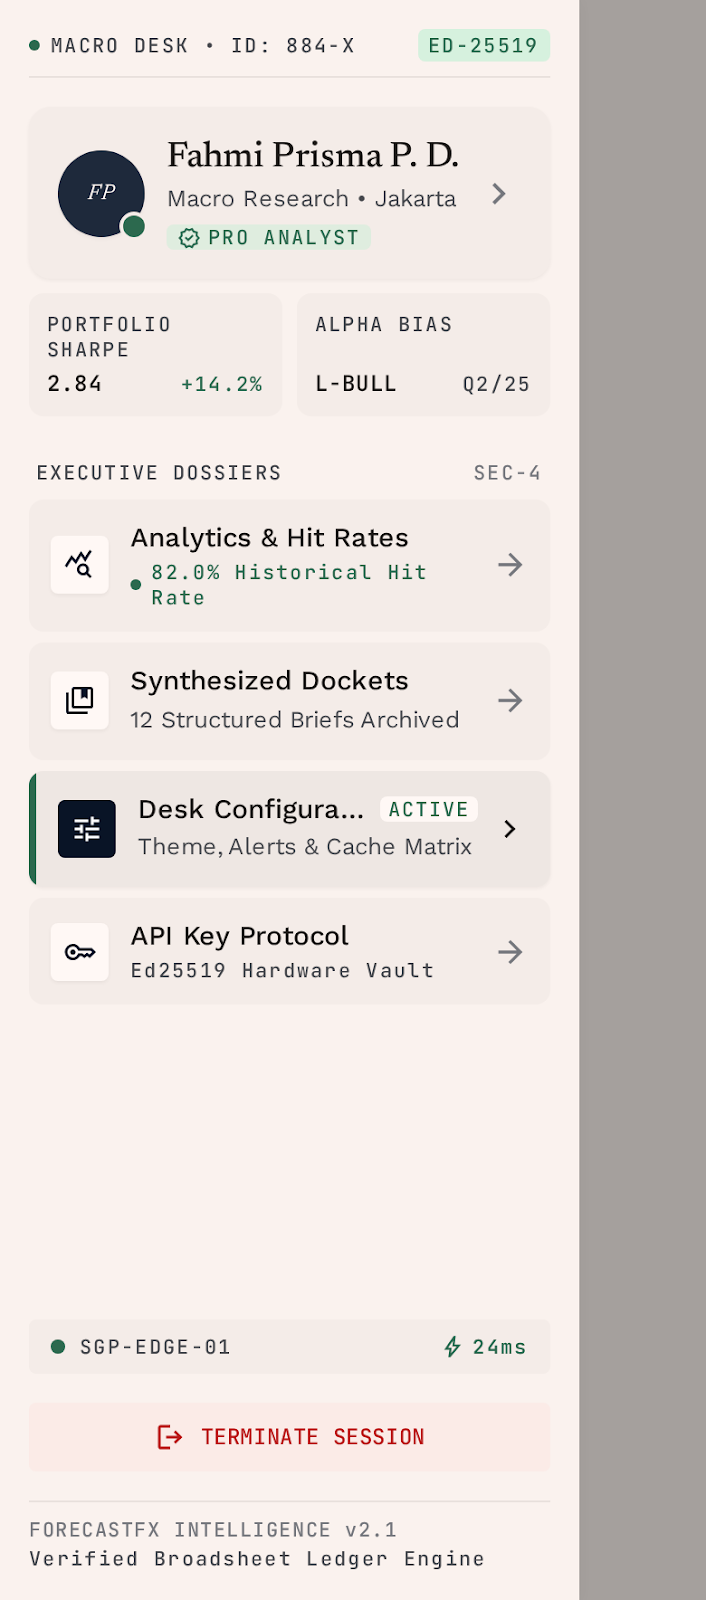 MACRO DESK • ID: 884-X ED-25519
FP
Fahmi Prisma P. D.
Macro Research • Jakarta
PRO ANALYST
PORTFOLIO
SHARPE
2.84 +14.2%
ALPHA BIAS
L-BULL Q2/25
EXECUTIVE DOSSIERS SEC-4
Analytics & Hit Rates
82.0% Historical Hit
Rate
Synthesized Dockets
12 Structured Briefs Archived
Desk Configura... ACTIVE
Theme, Alerts & Cache Matrix
API Key Protocol
Ed25519 Hardware Vault
SGP-EDGE-01 24ms
TERMINATE SESSION
FORECASTFX INTELLIGENCE v2.1
Verified Broadsheet Ledger Engine